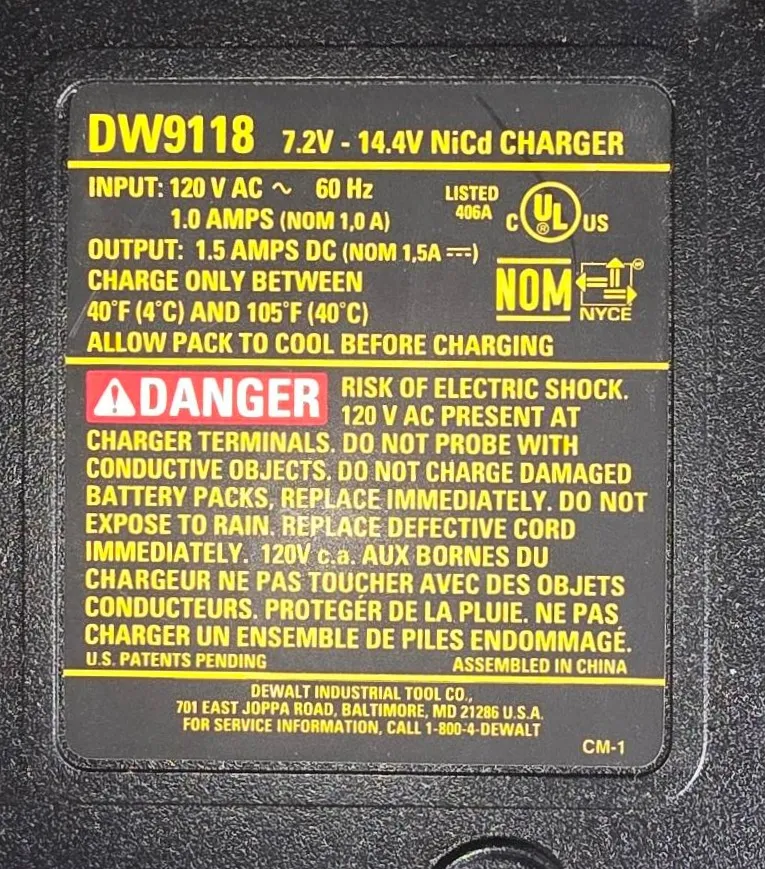 DW9118 7.2V - 14.4V NiCd CHARGER
INPUT: 120 V AC ~ 60 Hz
1.0 AMPS (NOM 1,0 A)
LISTED
406A
C UL ® US
OUTPUT: 1.5 AMPS DC (NOM 1,5A ⎓)
CHARGE ONLY BETWEEN
40°F (4°C) AND 105°F (40°C)
NOM
NYCE
ALLOW PACK TO COOL BEFORE CHARGING
⚠DANGER RISK OF ELECTRIC SHOCK.
120 V AC PRESENT AT
CHARGER TERMINALS. DO NOT PROBE WITH
CONDUCTIVE OBJECTS. DO NOT CHARGE DAMAGED
BATTERY PACKS, REPLACE IMMEDIATELY. DO NOT
EXPOSE TO RAIN. REPLACE DEFECTIVE CORD
IMMEDIATELY. 120V c.a. AUX BORNES DU
CHARGEUR NE PAS TOUCHER AVEC DES OBJETS
CONDUCTEURS. PROTEGÉR DE LA PLUIE. NE PAS
CHARGER UN ENSEMBLE DE PILES ENDOMMAGÉ.
U.S. PATENTS PENDING ASSEMBLED IN CHINA
DEWALT INDUSTRIAL TOOL CO.,
701 EAST JOPPA ROAD, BALTIMORE, MD 21286 U.S.A.
FOR SERVICE INFORMATION, CALL 1-800-4-DEWALT
CM-1